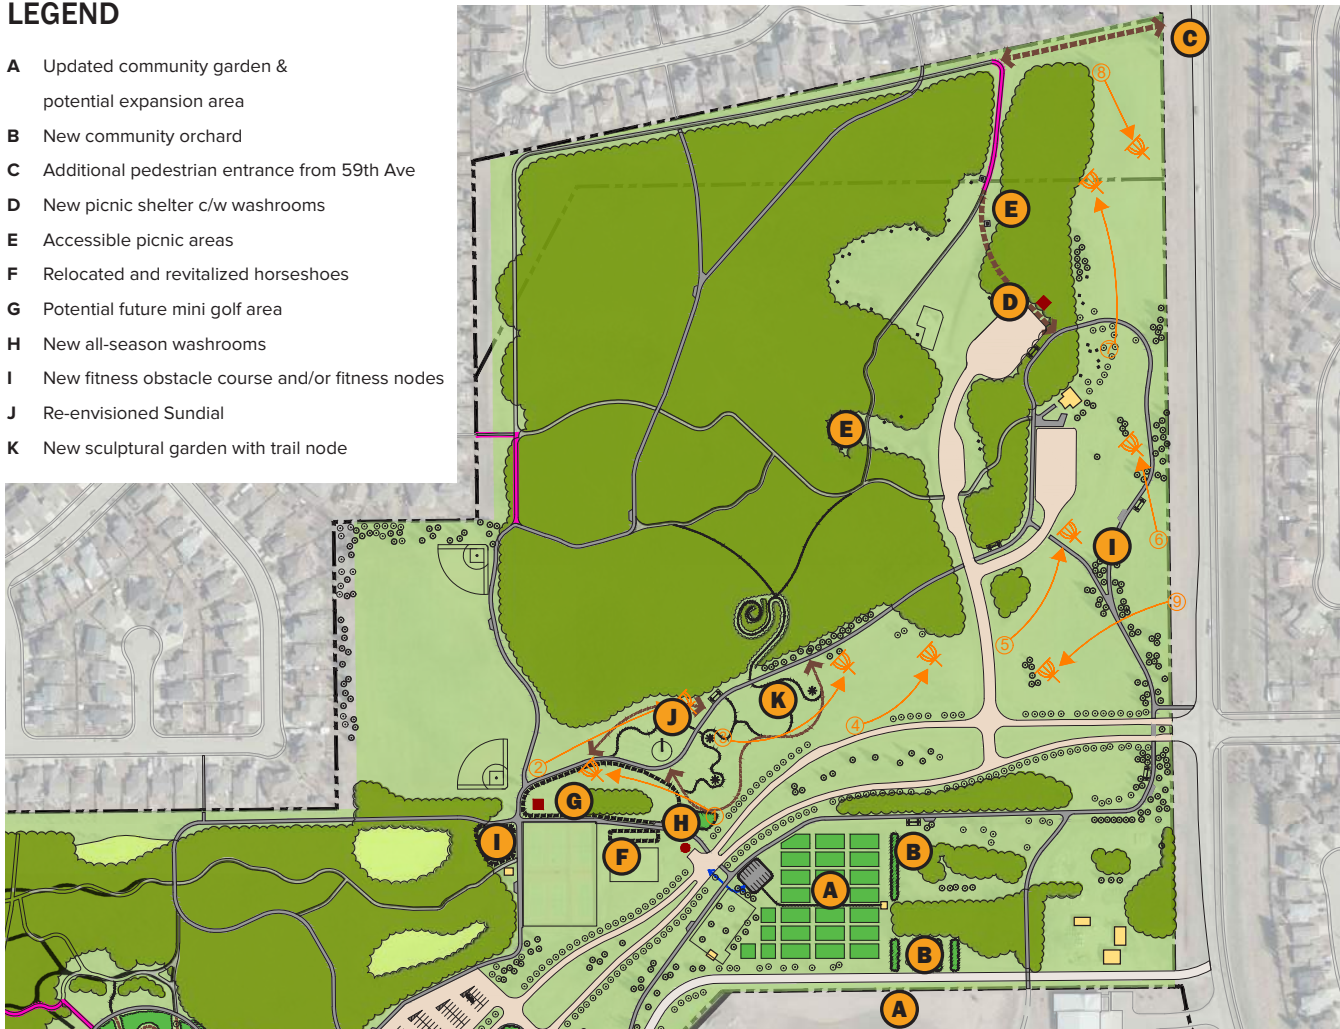 LEGEND
A Updated community garden &
potential expansion area
B New community orchard
C Additional pedestrian entrance from 59th Ave
D New picnic shelter c/w washrooms
E Accessible picnic areas
F Relocated and revitalized horseshoes
G Potential future mini golf area
H New all-season washrooms
I New fitness obstacle course and/or fitness nodes
J Re-envisioned Sundial
K New sculptural garden with trail node
C
8
E
D
E
6
I
9
5
K
J
4
3
2
G
H
I
F
B
A
B
A